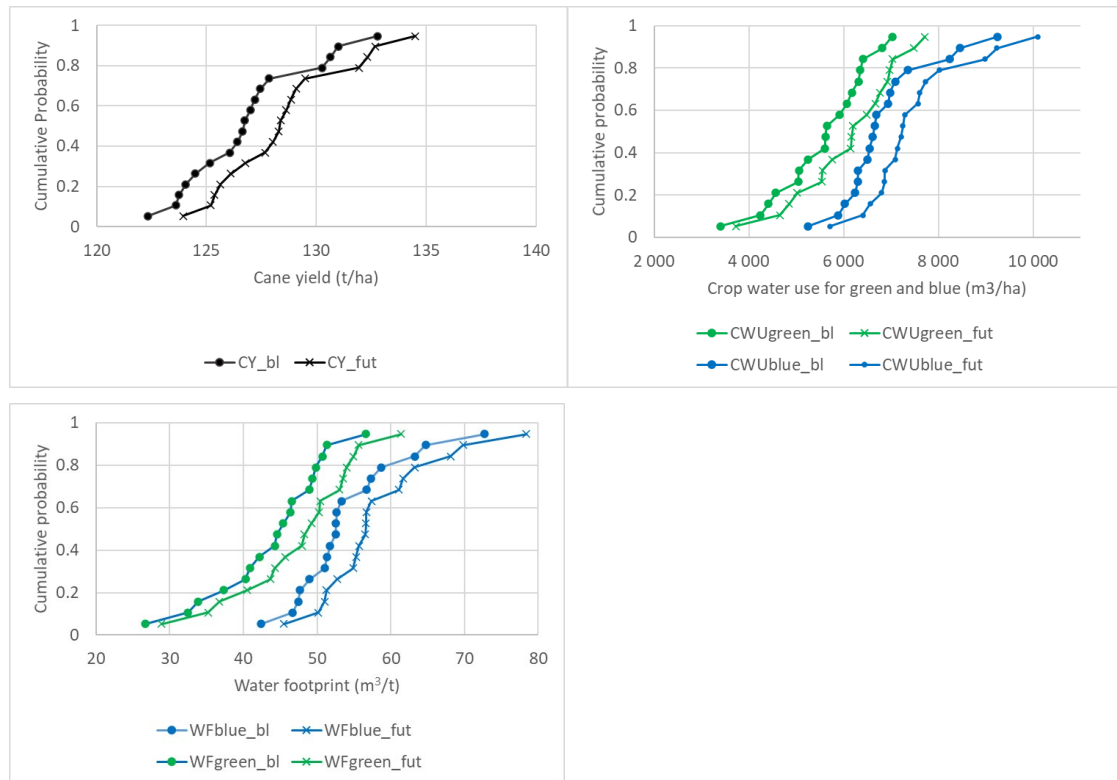 1
0.8
0.6
0.4
0.2
0
Cumulative Probability
120 125 130 135 140
Cane yield (t/ha)
CY_bl CY_fut
1
0.8
0.6
0.4
0.2
0
Cumulative probability
2 000 4 000 6 000 8 000 10 000
Crop water use for green and blue (m3/ha)
CWUgreen_bl CWUgreen_fut
CWUblue_bl CWUblue_fut
1
0.8
0.6
0.4
0.2
0
Cumulative probability
20 30 40 50 60 70 80
Water footprint (m³/t)
WFblue_bl WFblue_fut
WFgreen_bl WFgreen_fut